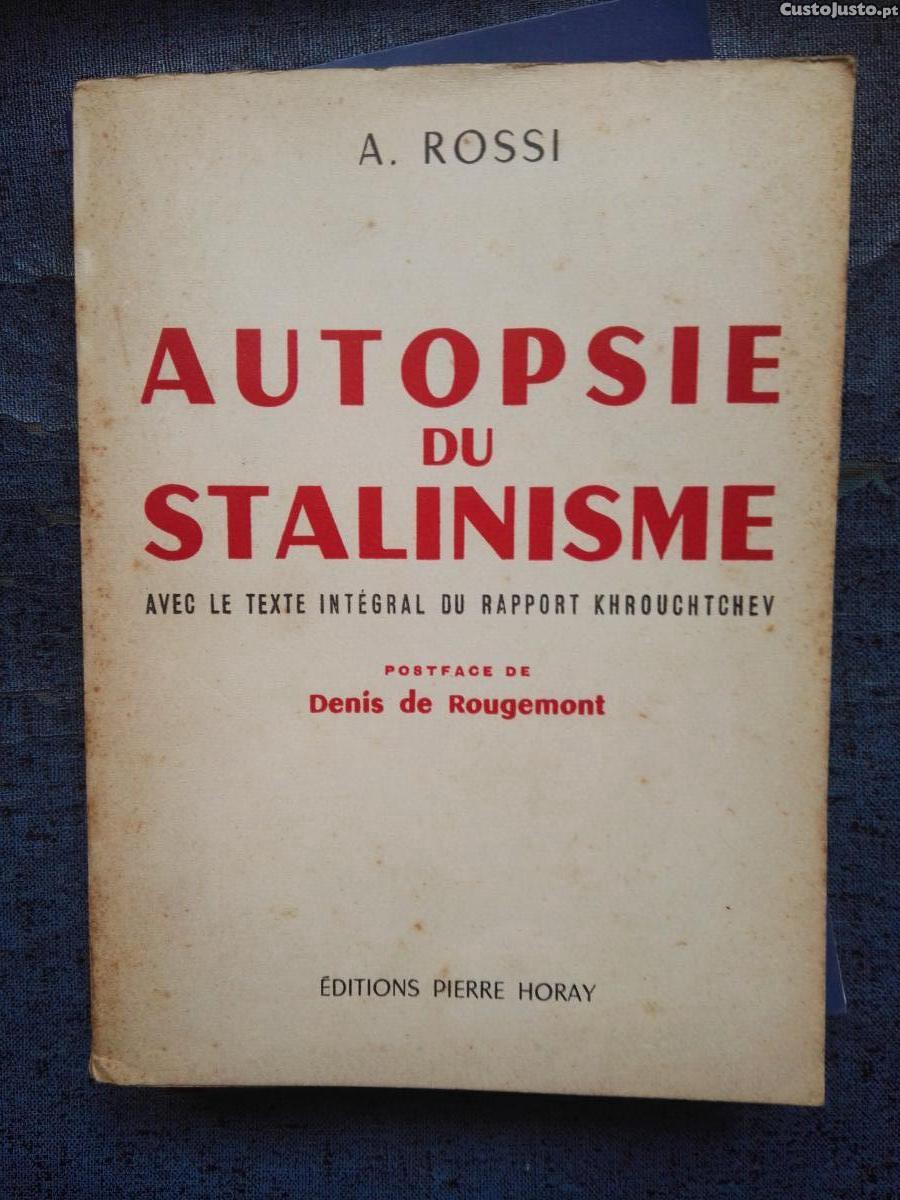 CustoJusto.pt
A. ROSSI
AUTOPSIE
DU
STALINISME
AVEC LE TEXTE INTÉGRAL DU RAPPORT KHROUCHTCHEV
POSTFACE DE
Denis de Rougemont
ÉDITIONS PIERRE HORAY